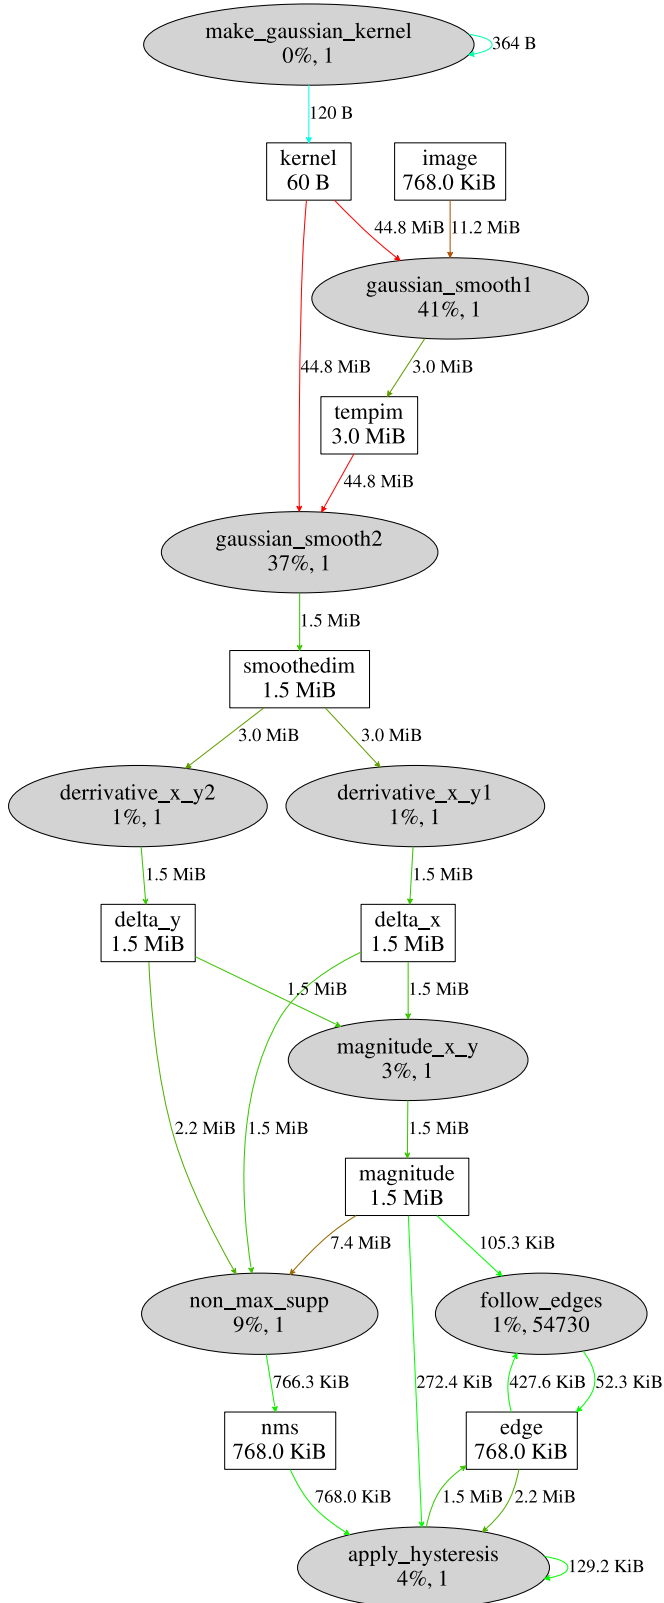 make_gaussian_kernel
0%, 1
364 B
120 B
kernel
60 B
image
768.0 KiB
44.8 MiB
11.2 MiB
gaussian_smooth1
41%, 1
44.8 MiB
3.0 MiB
tempim
3.0 MiB
44.8 MiB
gaussian_smooth2
37%, 1
1.5 MiB
smoothedim
1.5 MiB
3.0 MiB
3.0 MiB
derrivative_x_y2
1%, 1
derrivative_x_y1
1%, 1
1.5 MiB
1.5 MiB
delta_y
1.5 MiB
delta_x
1.5 MiB
1.5 MiB
1.5 MiB
magnitude_x_y
3%, 1
2.2 MiB
1.5 MiB
1.5 MiB
magnitude
1.5 MiB
7.4 MiB
105.3 KiB
non_max_supp
9%, 1
follow_edges
1%, 54730
766.3 KiB
272.4 KiB
427.6 KiB
52.3 KiB
nms
768.0 KiB
edge
768.0 KiB
768.0 KiB
1.5 MiB
2.2 MiB
apply_hysteresis
4%, 1
129.2 KiB